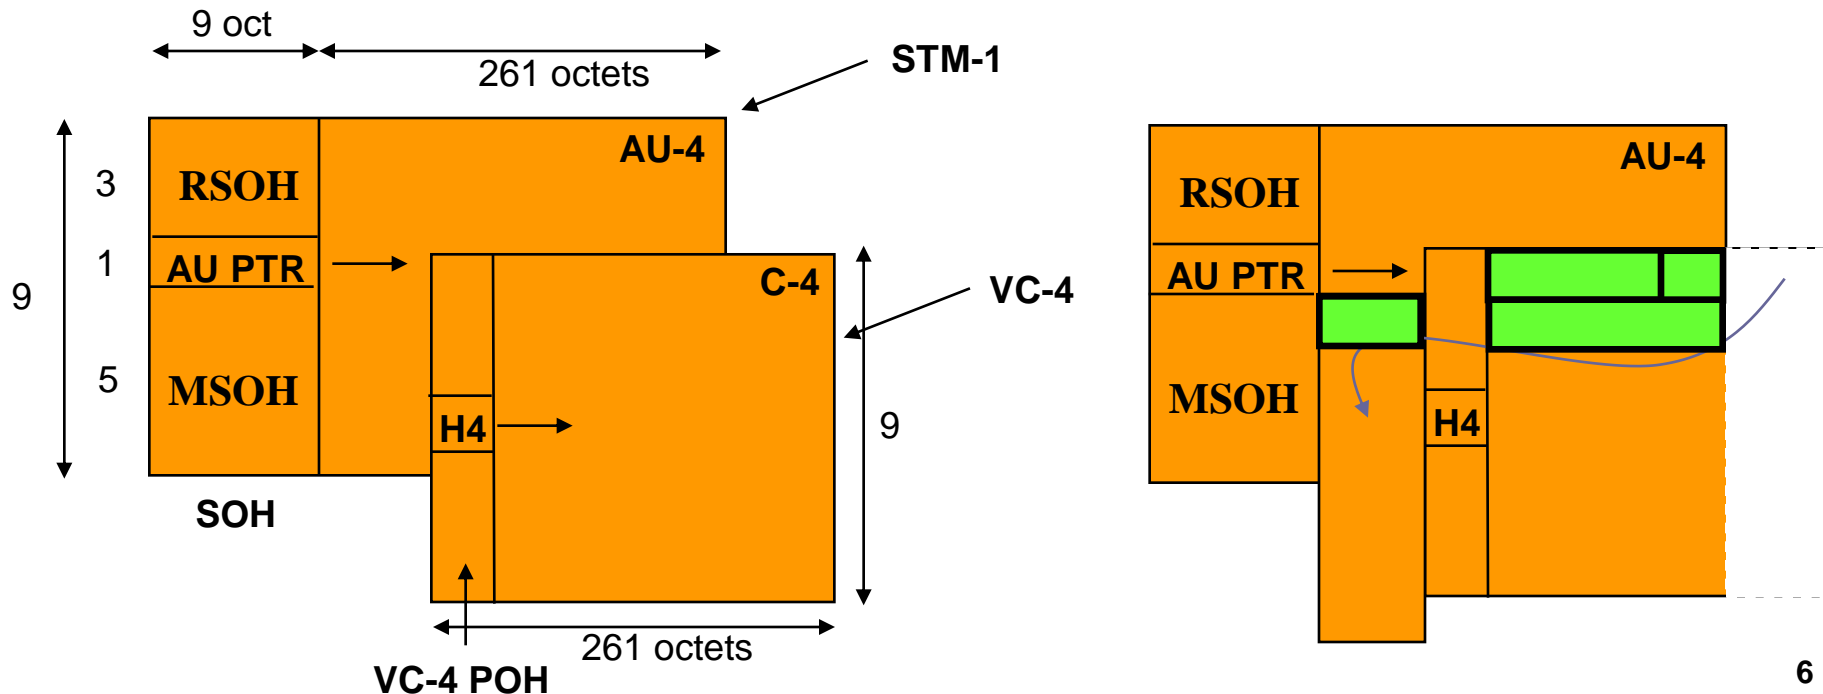 9 oct
261 octets
STM-1
AU-4
3
RSOH
1
AU PTR
9
C-4
VC-4
5
MSOH
H4
9
SOH
261 octets
VC-4 POH
AU-4
RSOH
AU PTR
MSOH
H4
6